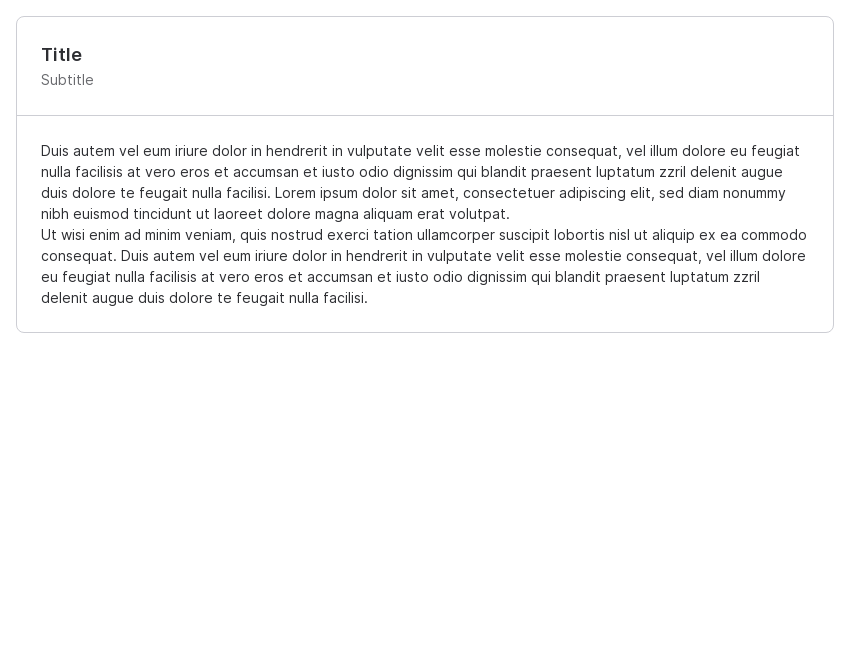 Title
Subtitle
Duis autem vel eum iriure dolor in hendrerit in vulputate velit esse molestie consequat, vel illum dolore eu feugiat
nulla facilisis at vero eros et accumsan et iusto odio dignissim qui blandit praesent luptatum zzril delenit augue
duis dolore te feugait nulla facilisi. Lorem ipsum dolor sit amet, consectetuer adipiscing elit, sed diam nonummy
nibh euismod tincidunt ut laoreet dolore magna aliquam erat volutpat.
Ut wisi enim ad minim veniam, quis nostrud exerci tation ullamcorper suscipit lobortis nisl ut aliquip ex ea commodo
consequat. Duis autem vel eum iriure dolor in hendrerit in vulputate velit esse molestie consequat, vel illum dolore
eu feugiat nulla facilisis at vero eros et accumsan et iusto odio dignissim qui blandit praesent luptatum zzril
delenit augue duis dolore te feugait nulla facilisi.